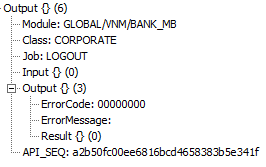 Output {} (6)
Module: GLOBAL/VNM/BANK_MB
Class: CORPORATE
Job: LOGOUT
Input {} (0)
Output {} (3)
ErrorCode: 00000000
ErrorMessage:
Result {} (0)
API_SEQ: a2b50fc00ee6816bcd4658383b5e341f